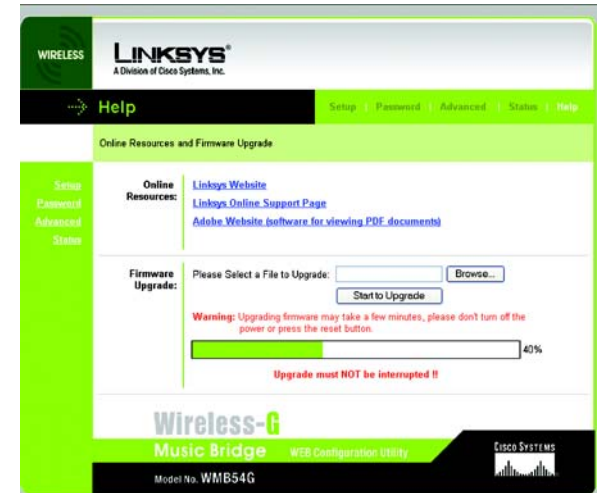 WIRELESS
LINKSYS®
A Division of Cisco Systems, Inc.
Help
Setup | Password | Advanced | Status | Help
Online Resources and Firmware Upgrade
Setup
Password
Advanced
Status
Online Resources:
Linksys Website
Linksys Online Support Page
Adobe Website (software for viewing PDF documents)
Firmware Upgrade:
Please Select a File to Upgrade: Browse...
Start to Upgrade
Warning: Upgrading firmware may take a few minutes, please don't turn off the
power or press the reset button.
40%
Upgrade must NOT be interrupted !!
Wireless-G
Music Bridge WEB Configuration Utility
CISCO SYSTEMS
Model No. WMB54G